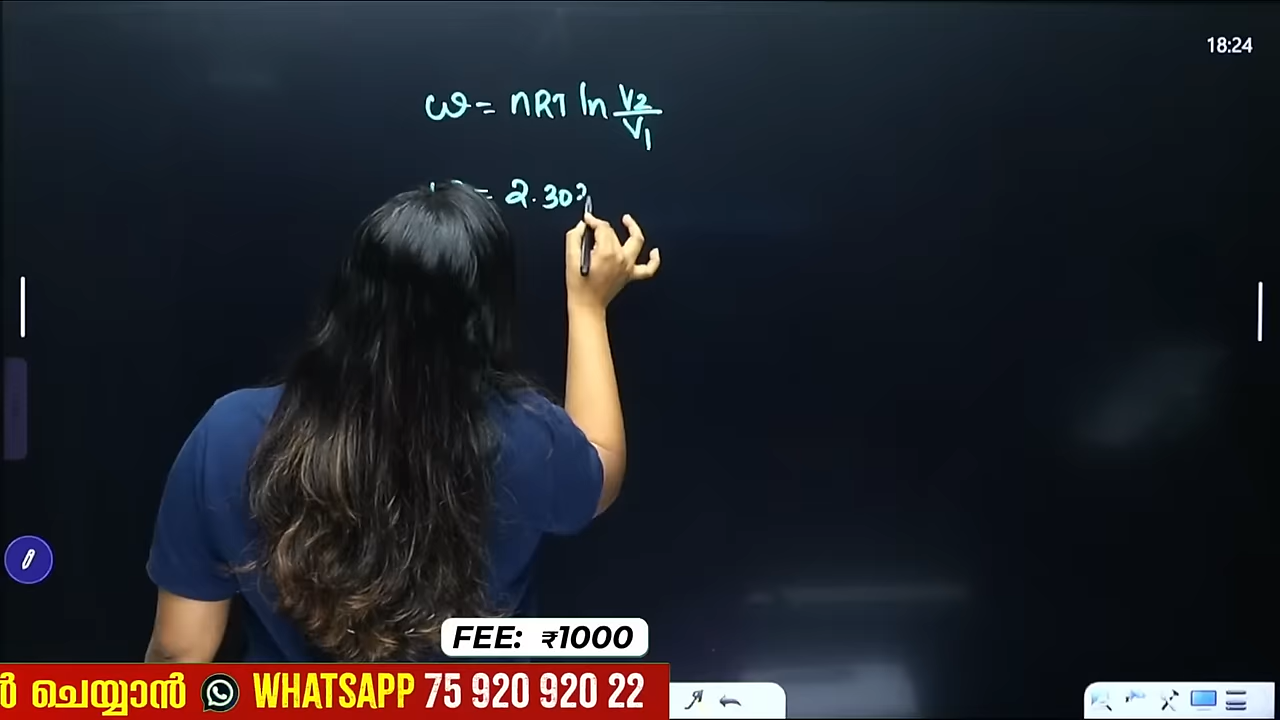 18:24
ω = nRT ln V2/V1
= 2.303
FEE: ₹1000
ർ ചെയ്യാൻ WHATSAPP 75 920 920 22